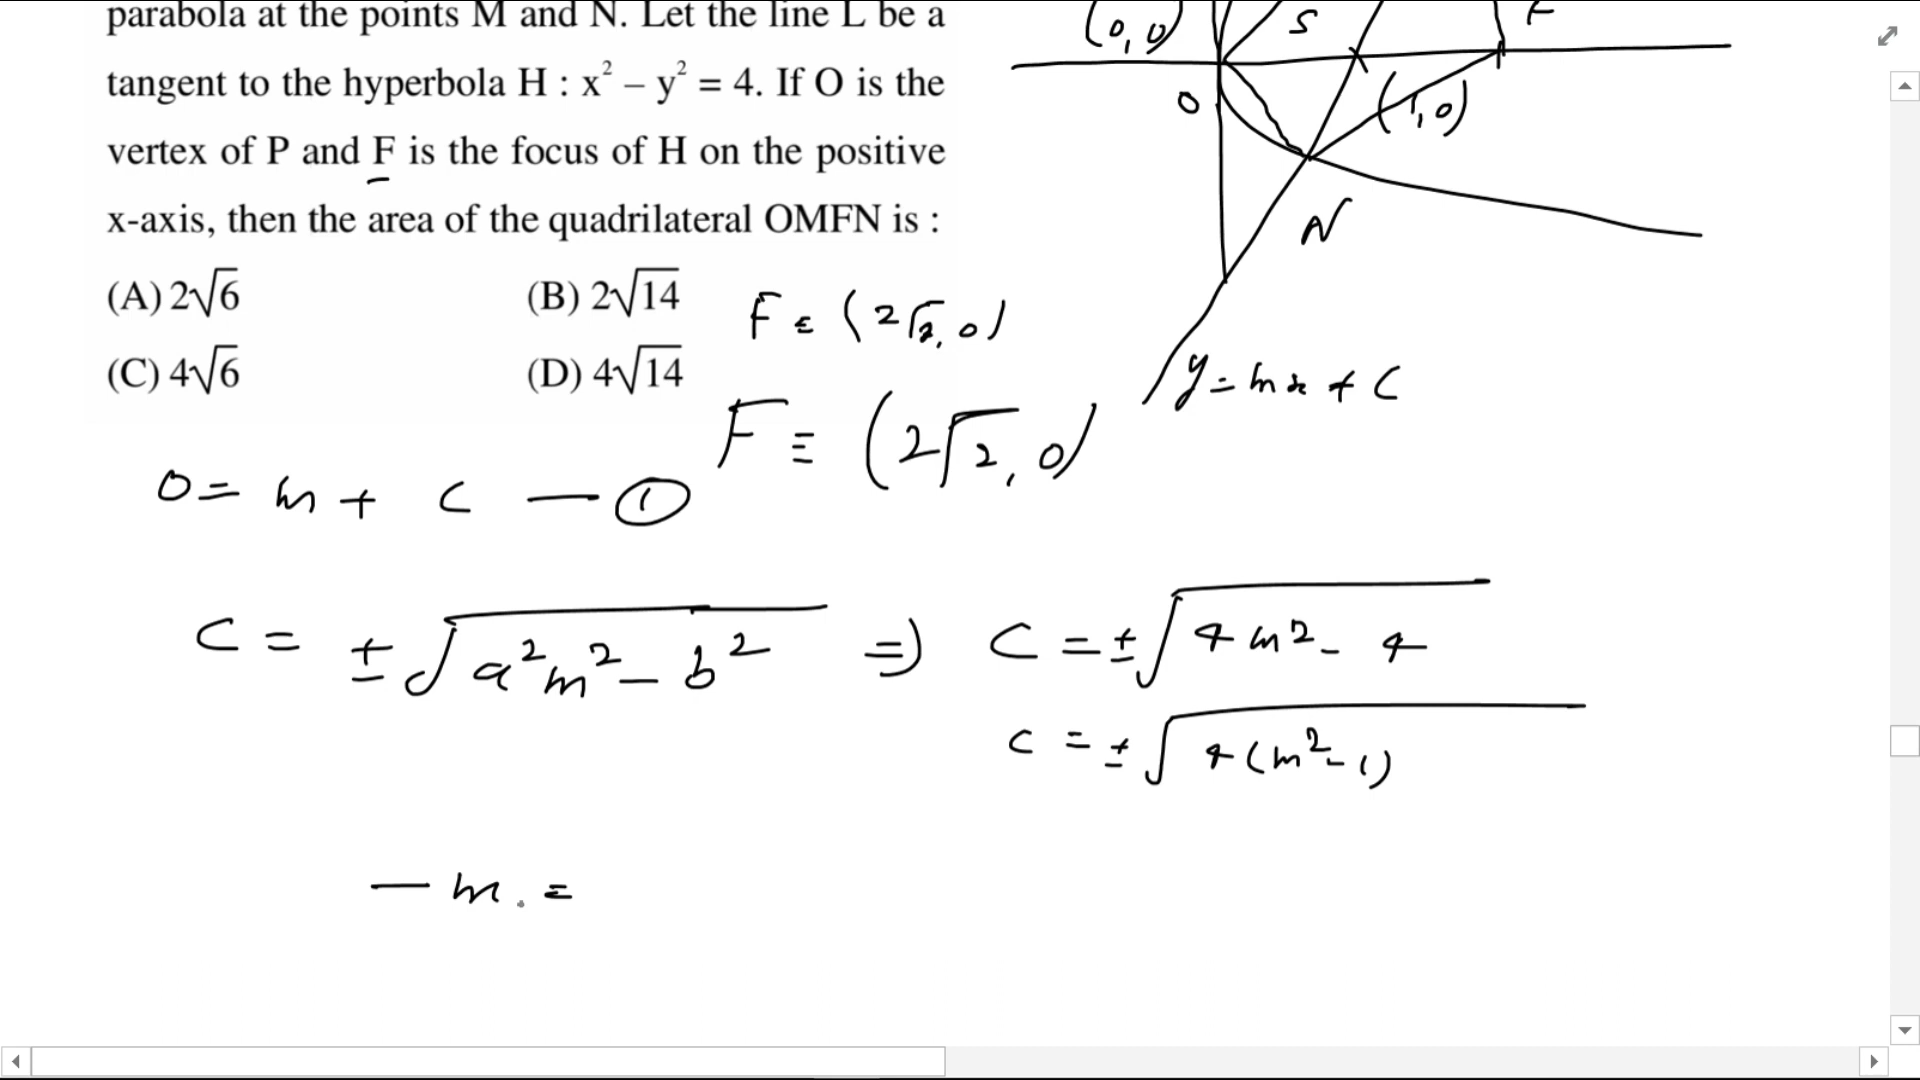 parabola at the points M and N. Let the line L be a
tangent to the hyperbola H : x² – y² = 4. If O is the
vertex of P and F is the focus of H on the positive
x-axis, then the area of the quadrilateral OMFN is :
(A) 2√6 (B) 2√14
(C) 4√6 (D) 4√14
(0, 0) S F
O (1, 0)
N
F ≡ (2√2, 0)
y = mx + c
F ≡ (2√2, 0)
0 = m + c — ①
c = ± √a²m² – b² ⇒ c = ± √4m² – 4
c = ± √4(m² – 1)
– m . =